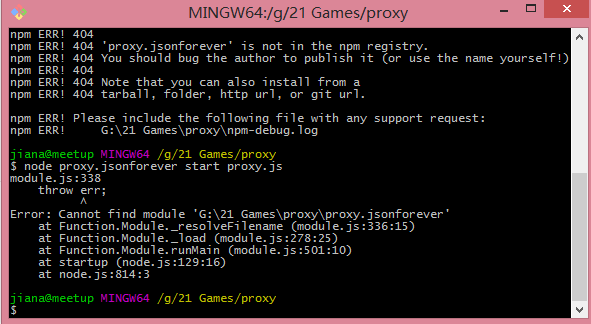 MINGW64:/g/21 Games/proxy
npm ERR! 404
npm ERR! 404 'proxy.jsonforever' is not in the npm registry.
npm ERR! 404 You should bug the author to publish it (or use the name yourself!)
npm ERR! 404
npm ERR! 404 Note that you can also install from a
npm ERR! 404 tarball, folder, http url, or git url.
npm ERR! Please include the following file with any support request:
npm ERR!     G:\21 Games\proxy\npm-debug.log
jiana@meetup MINGW64 /g/21 Games/proxy
$ node proxy.jsonforever start proxy.js
module.js:338
    throw err;
          ^
Error: Cannot find module 'G:\21 Games\proxy\proxy.jsonforever'
    at Function.Module._resolveFilename (module.js:336:15)
    at Function.Module._load (module.js:278:25)
    at Function.Module.runMain (module.js:501:10)
    at startup (node.js:129:16)
    at node.js:814:3
jiana@meetup MINGW64 /g/21 Games/proxy
$